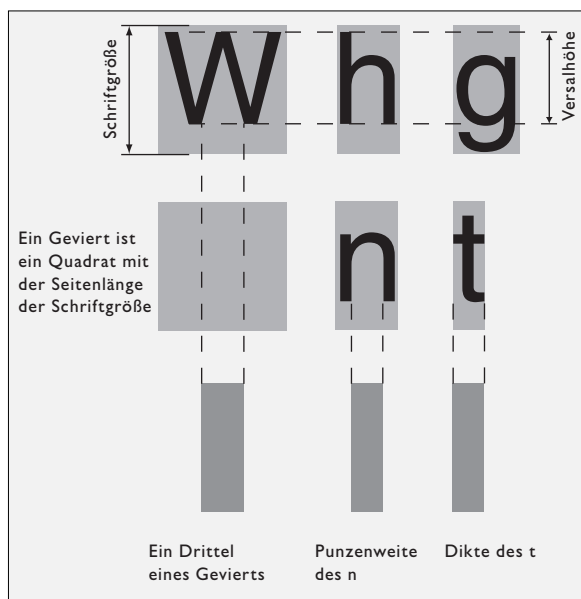 Schriftgröße
W h g
Versalhöhe
Ein Geviert ist
ein Quadrat mit
der Seitenlänge
der Schriftgröße
n t
Ein Drittel
eines Gevierts
Punzenweite
des n
Dikte des t